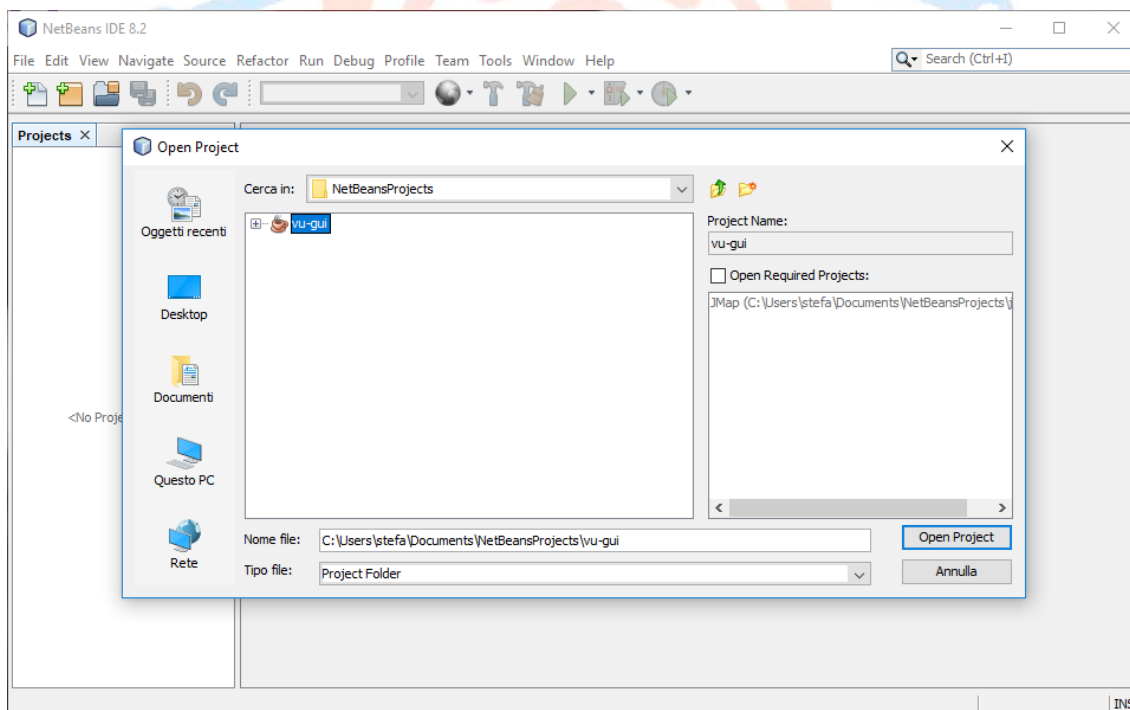 NetBeans IDE 8.2
File Edit View Navigate Source Refactor Run Debug Profile Team Tools Window Help
Search (Ctrl+I)
Projects
Open Project
Cerca in: NetBeansProjects
Oggetti recenti
Desktop
Documenti
Questo PC
Rete
vu-gui
Project Name:
vu-gui
Open Required Projects:
JMap (C:\Users\stefa\Documents\NetBeansProjects\j
<No Proje
Nome file: C:\Users\stefa\Documents\NetBeansProjects\vu-gui
Open Project
Tipo file: Project Folder
Annulla
INS